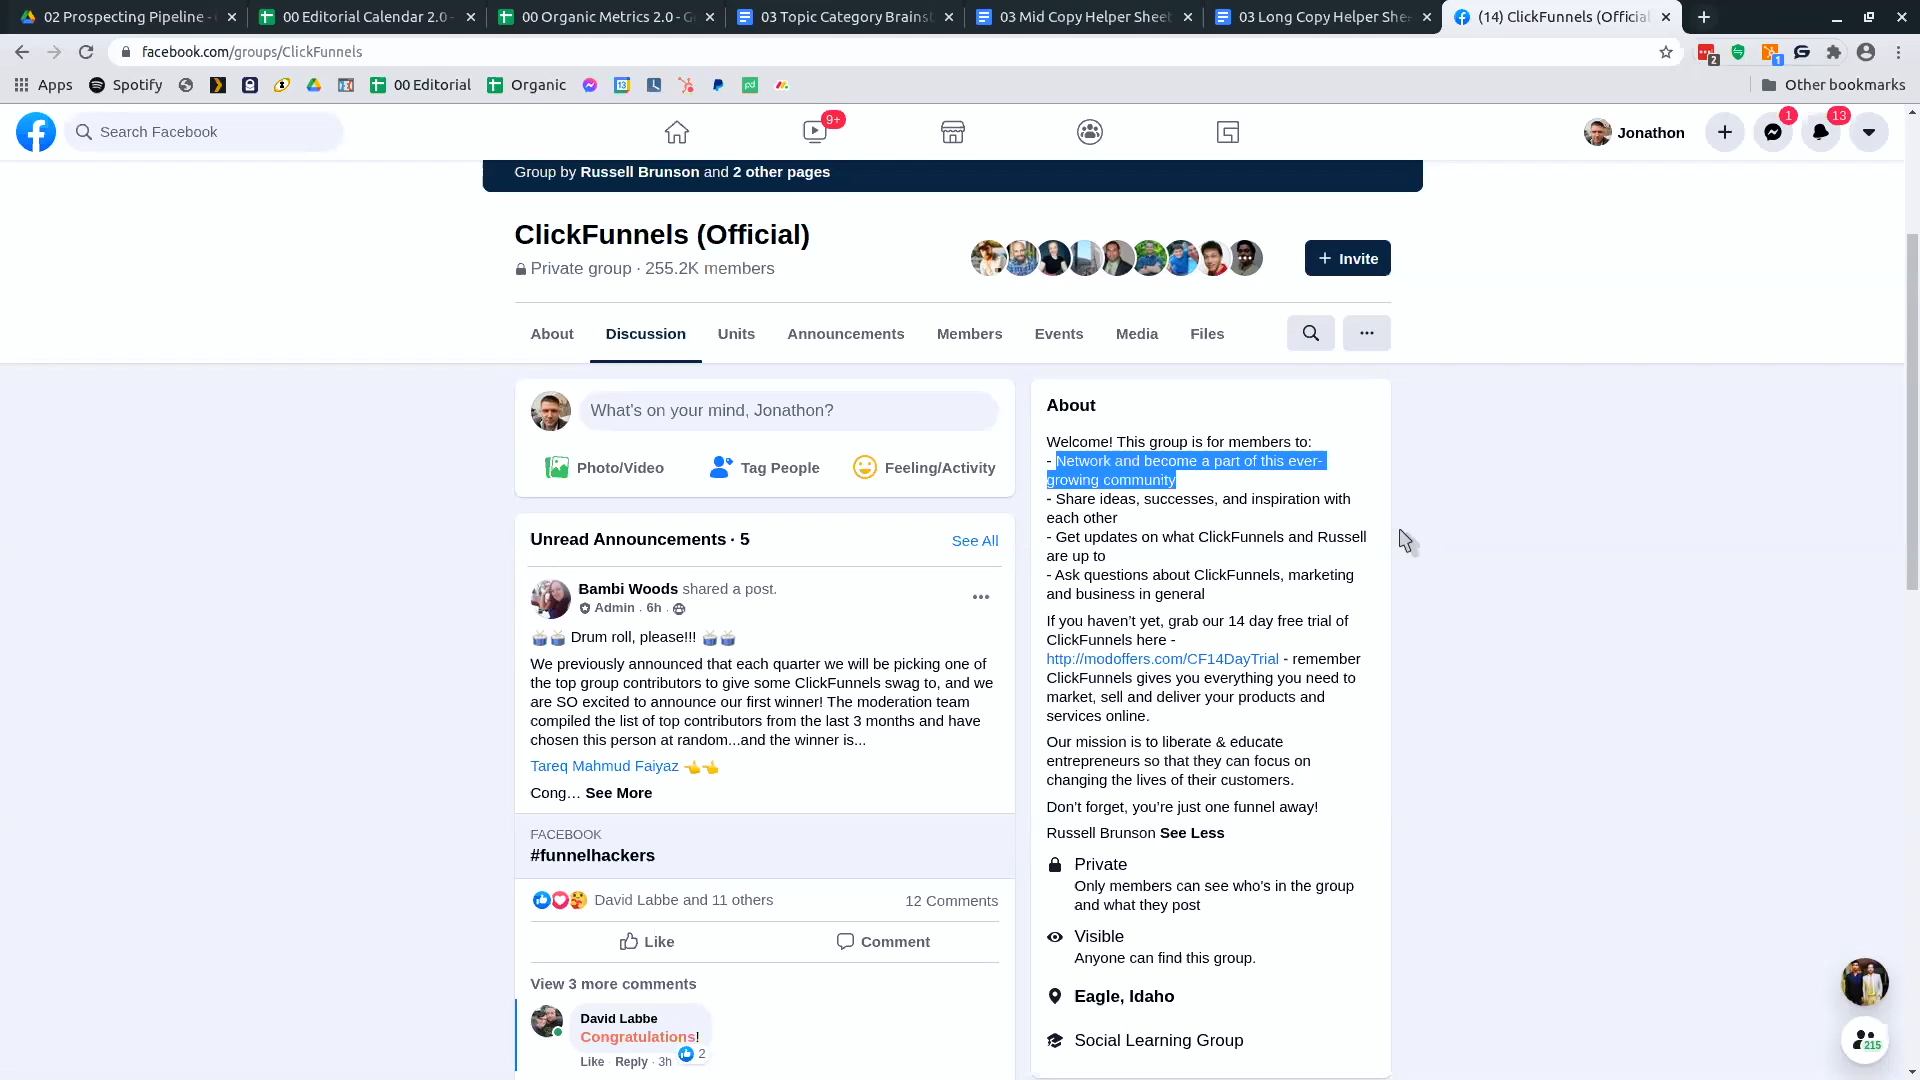 02 Prospecting Pipeline -
00 Editorial Calendar 2.0 -
00 Organic Metrics 2.0 - G
03 Topic Category Brainst
03 Mid Copy Helper Sheet
03 Long Copy Helper She
(14) ClickFunnels (Official
facebook.com/groups/ClickFunnels
2
1
Apps
Spotify
00 Editorial
Organic
13
Other bookmarks
Search Facebook
9+
Jonathon
1
13
Group by Russell Brunson and 2 other pages
ClickFunnels (Official)
Private group · 255.2K members
+ Invite
About
Discussion
Units
Announcements
Members
Events
Media
Files
What's on your mind, Jonathon?
Photo/Video
Tag People
Feeling/Activity
Unread Announcements · 5
See All
Bambi Woods shared a post.
Admin · 6h ·
Drum roll, please!!!
We previously announced that each quarter we will be picking one of
the top group contributors to give some ClickFunnels swag to, and we
are SO excited to announce our first winner! The moderation team
compiled the list of top contributors from the last 3 months and have
chosen this person at random...and the winner is...
Tareq Mahmud Faiyaz
Cong... See More
FACEBOOK
#funnelhackers
David Labbe and 11 others
12 Comments
Like
Comment
View 3 more comments
David Labbe
Congratulations!
Like · Reply · 3h
2
About
Welcome! This group is for members to:
- Network and become a part of this ever-
growing community
- Share ideas, successes, and inspiration with
each other
- Get updates on what ClickFunnels and Russell
are up to
- Ask questions about ClickFunnels, marketing
and business in general
If you haven’t yet, grab our 14 day free trial of
ClickFunnels here -
http://modoffers.com/CF14DayTrial - remember
ClickFunnels gives you everything you need to
market, sell and deliver your products and
services online.
Our mission is to liberate & educate
entrepreneurs so that they can focus on
changing the lives of their customers.
Don’t forget, you’re just one funnel away!
Russell Brunson See Less
Private
Only members can see who's in the group
and what they post
Visible
Anyone can find this group.
Eagle, Idaho
Social Learning Group
215